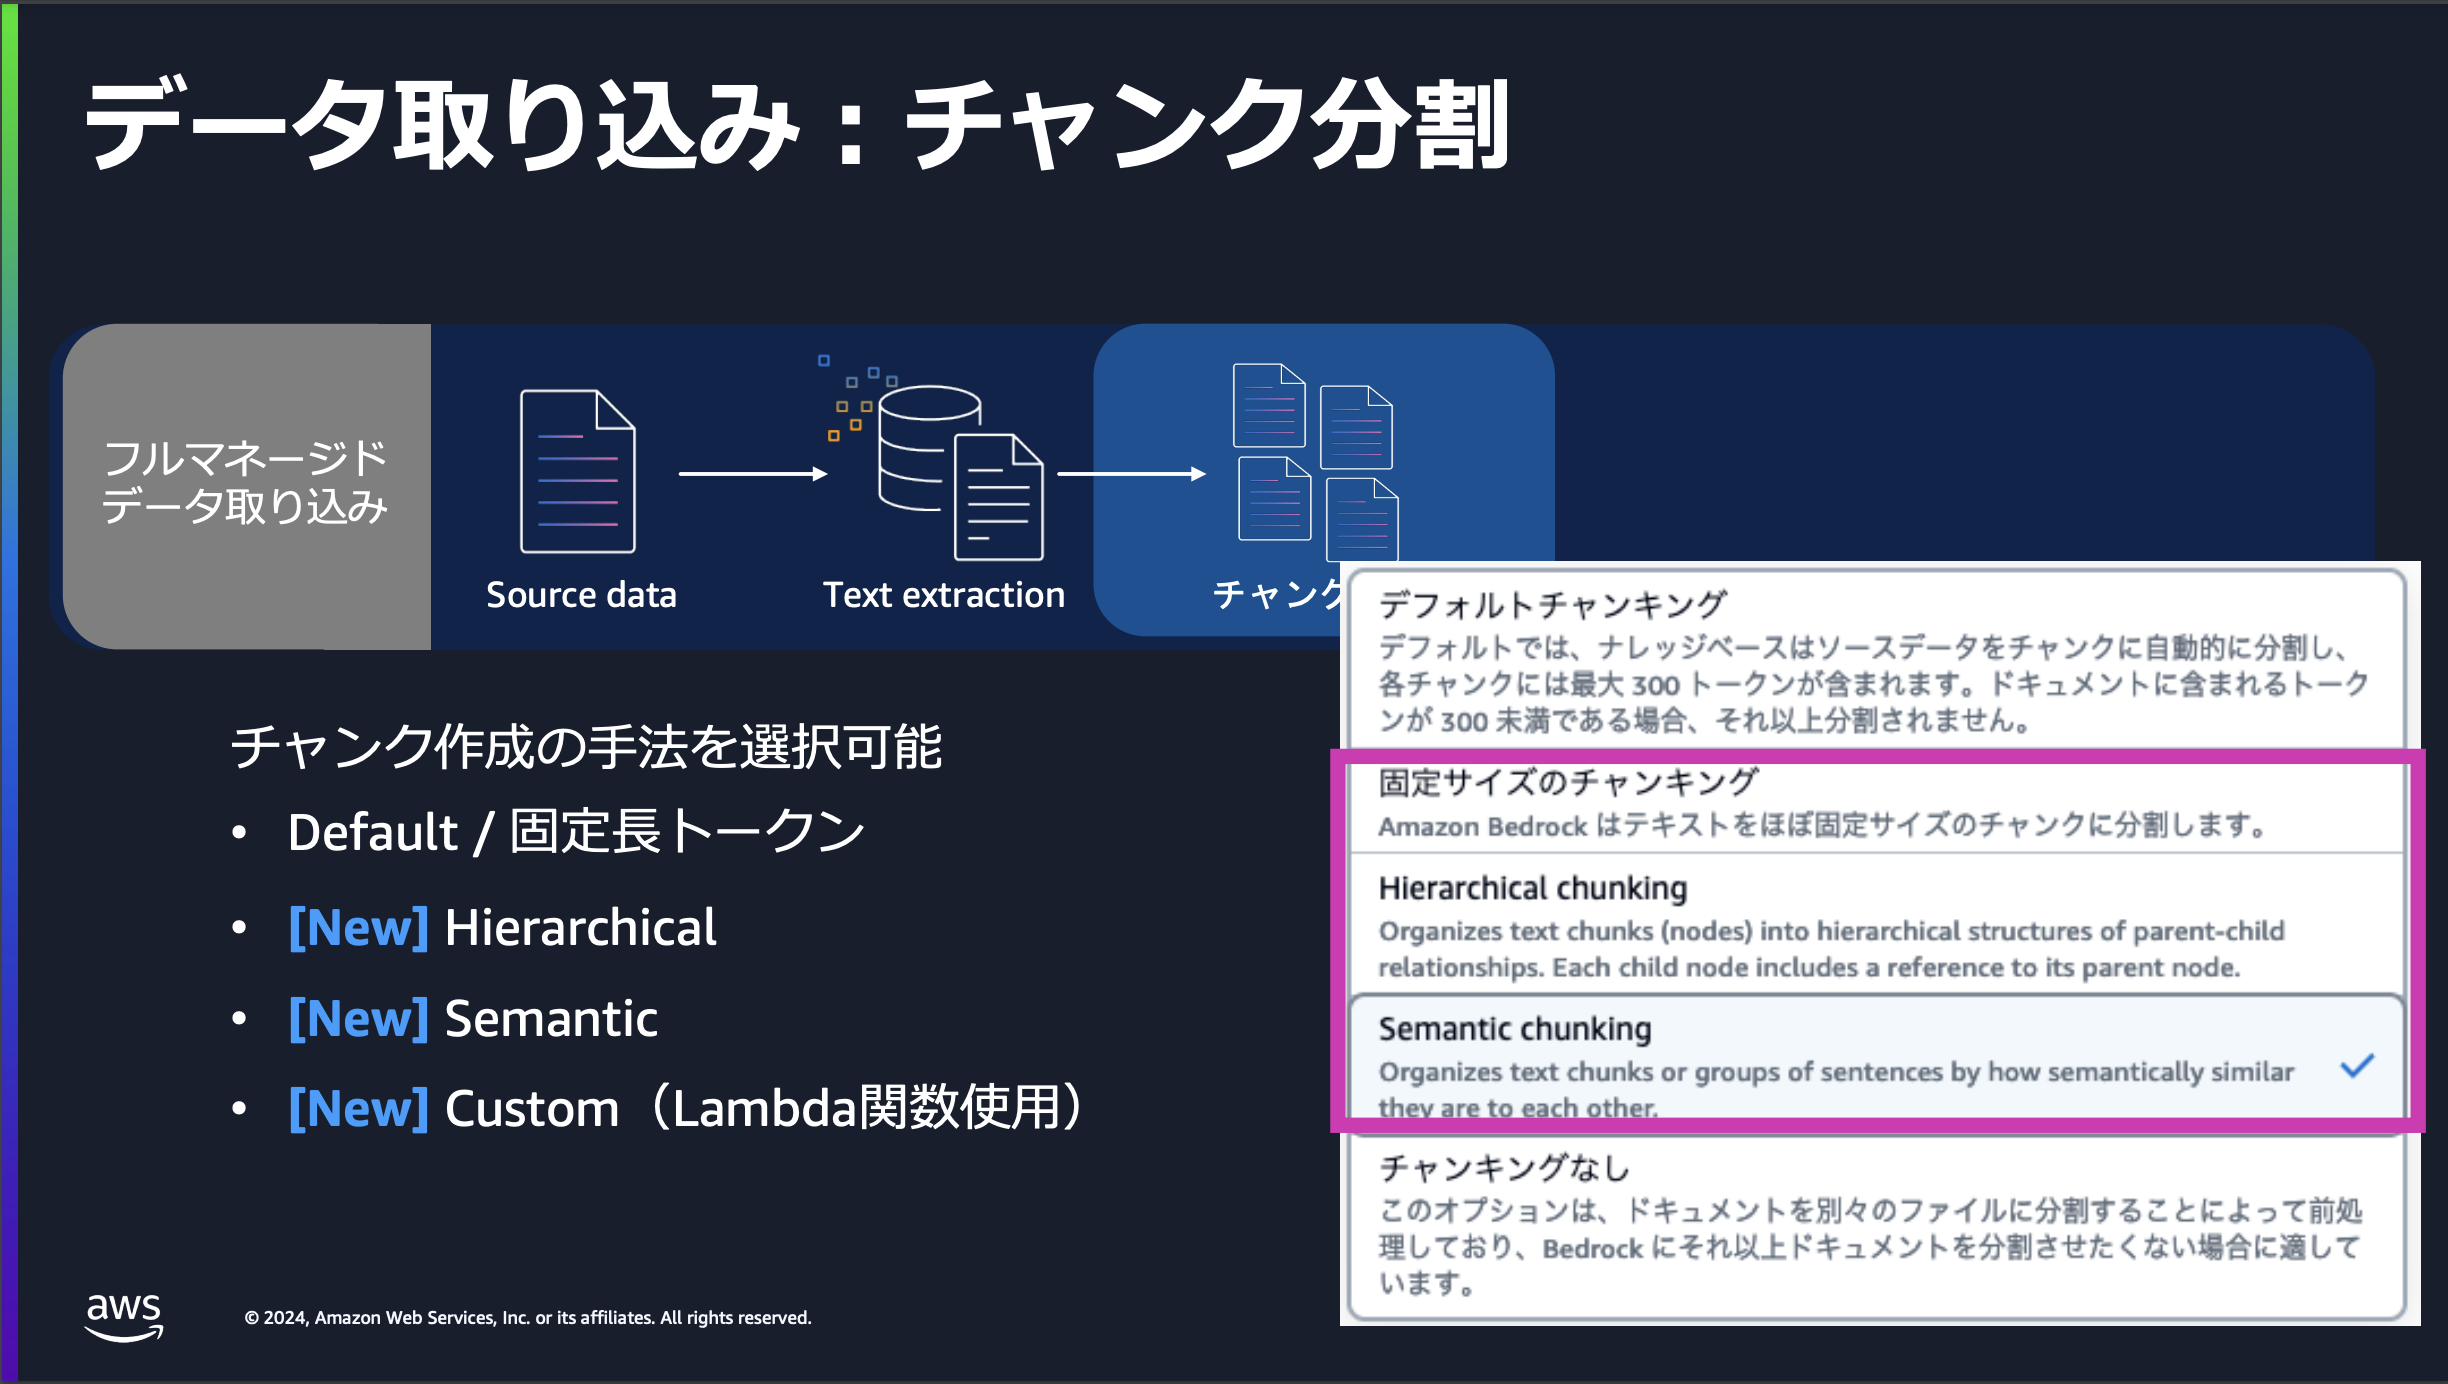 データ取り込み：チャンク分割
フルマネージド
データ取り込み
Source data
Text extraction
チャンク
チャンク作成の手法を選択可能
• Default / 固定長トークン
• [New] Hierarchical
• [New] Semantic
• [New] Custom（Lambda関数使用）
デフォルトチャンキング
デフォルトでは、ナレッジベースはソースデータをチャンクに自動的に分割し、
各チャンクには最大 300 トークンが含まれます。ドキュメントに含まれるトーク
ンが 300 未満である場合、それ以上分割されません。
固定サイズのチャンキング
Amazon Bedrock はテキストをほぼ固定サイズのチャンクに分割します。
Hierarchical chunking
Organizes text chunks (nodes) into hierarchical structures of parent-child
relationships. Each child node includes a reference to its parent node.
Semantic chunking
Organizes text chunks or groups of sentences by how semantically similar
they are to each other.
チャンキングなし
このオプションは、ドキュメントを別々のファイルに分割することによって前処
理しており、Bedrock にそれ以上ドキュメントを分割させたくない場合に適して
います。
aws
© 2024, Amazon Web Services, Inc. or its affiliates. All rights reserved.